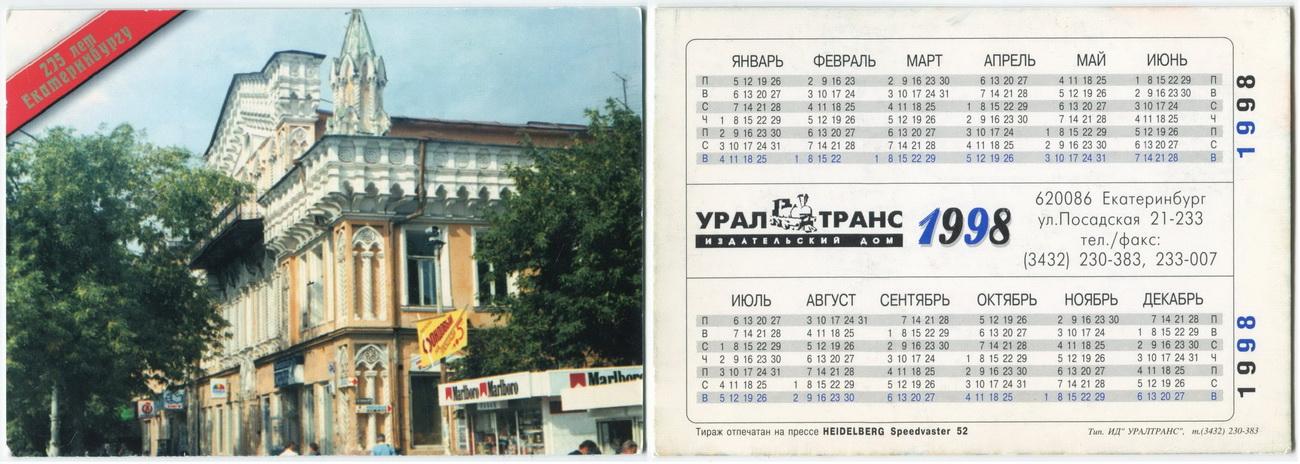 225 лет
Екатеринбургу
Marlboro Marlboro
Marlboro
ЯНВАРЬ ФЕВРАЛЬ МАРТ АПРЕЛЬ МАЙ ИЮНЬ
П 5 12 19 26 2 9 16 23 2 9 16 23 30 6 13 20 27 4 11 18 25 1 8 15 22 29 П
В 6 13 20 27 3 10 17 24 3 10 17 24 31 7 14 21 28 5 12 19 26 2 9 16 23 30 В
С 7 14 21 28 4 11 18 25 4 11 18 25 1 8 15 22 29 6 13 20 27 3 10 17 24 С
Ч 1 8 15 22 29 5 12 19 26 5 12 19 26 2 9 16 23 30 7 14 21 28 4 11 18 25 Ч
П 2 9 16 23 30 6 13 20 27 6 13 20 27 3 10 17 24 1 8 15 22 29 5 12 19 26 П
С 3 10 17 24 31 7 14 21 28 7 14 21 28 4 11 18 25 2 9 16 23 30 6 13 20 27 С
В 4 11 18 25 1 8 15 22 1 8 15 22 29 5 12 19 26 3 10 17 24 31 7 14 21 28 В
1998
УРАЛ ТРАНС
ИЗДАТЕЛЬСКИЙ ДОМ
1998
620086 Екатеринбург
ул.Посадская 21-233
тел./факс:
(3432) 230-383, 233-007
ИЮЛЬ АВГУСТ СЕНТЯБРЬ ОКТЯБРЬ НОЯБРЬ ДЕКАБРЬ
П 6 13 20 27 3 10 17 24 31 7 14 21 28 5 12 19 26 2 9 16 23 30 7 14 21 28 П
В 7 14 21 28 4 11 18 25 1 8 15 22 29 6 13 20 27 3 10 17 24 1 8 15 22 29 В
С 1 8 15 22 29 5 12 19 26 2 9 16 23 30 7 14 21 28 4 11 18 25 2 9 16 23 30 С
Ч 2 9 16 23 30 6 13 20 27 3 10 17 24 1 8 15 22 29 5 12 19 26 3 10 17 24 31 Ч
П 3 10 17 24 31 7 14 21 28 4 11 18 25 2 9 16 23 30 6 13 20 27 4 11 18 25 П
С 4 11 18 25 1 8 15 22 29 5 12 19 26 3 10 17 24 31 7 14 21 28 5 12 19 26 С
В 5 12 19 26 2 9 16 23 30 6 13 20 27 4 11 18 25 1 8 15 22 29 6 13 20 27 В
1998
Тираж отпечатан на прессе HEIDELBERG Speedvaster 52
Тип. ИД" УРАЛТРАНС", т.(3432) 230-383